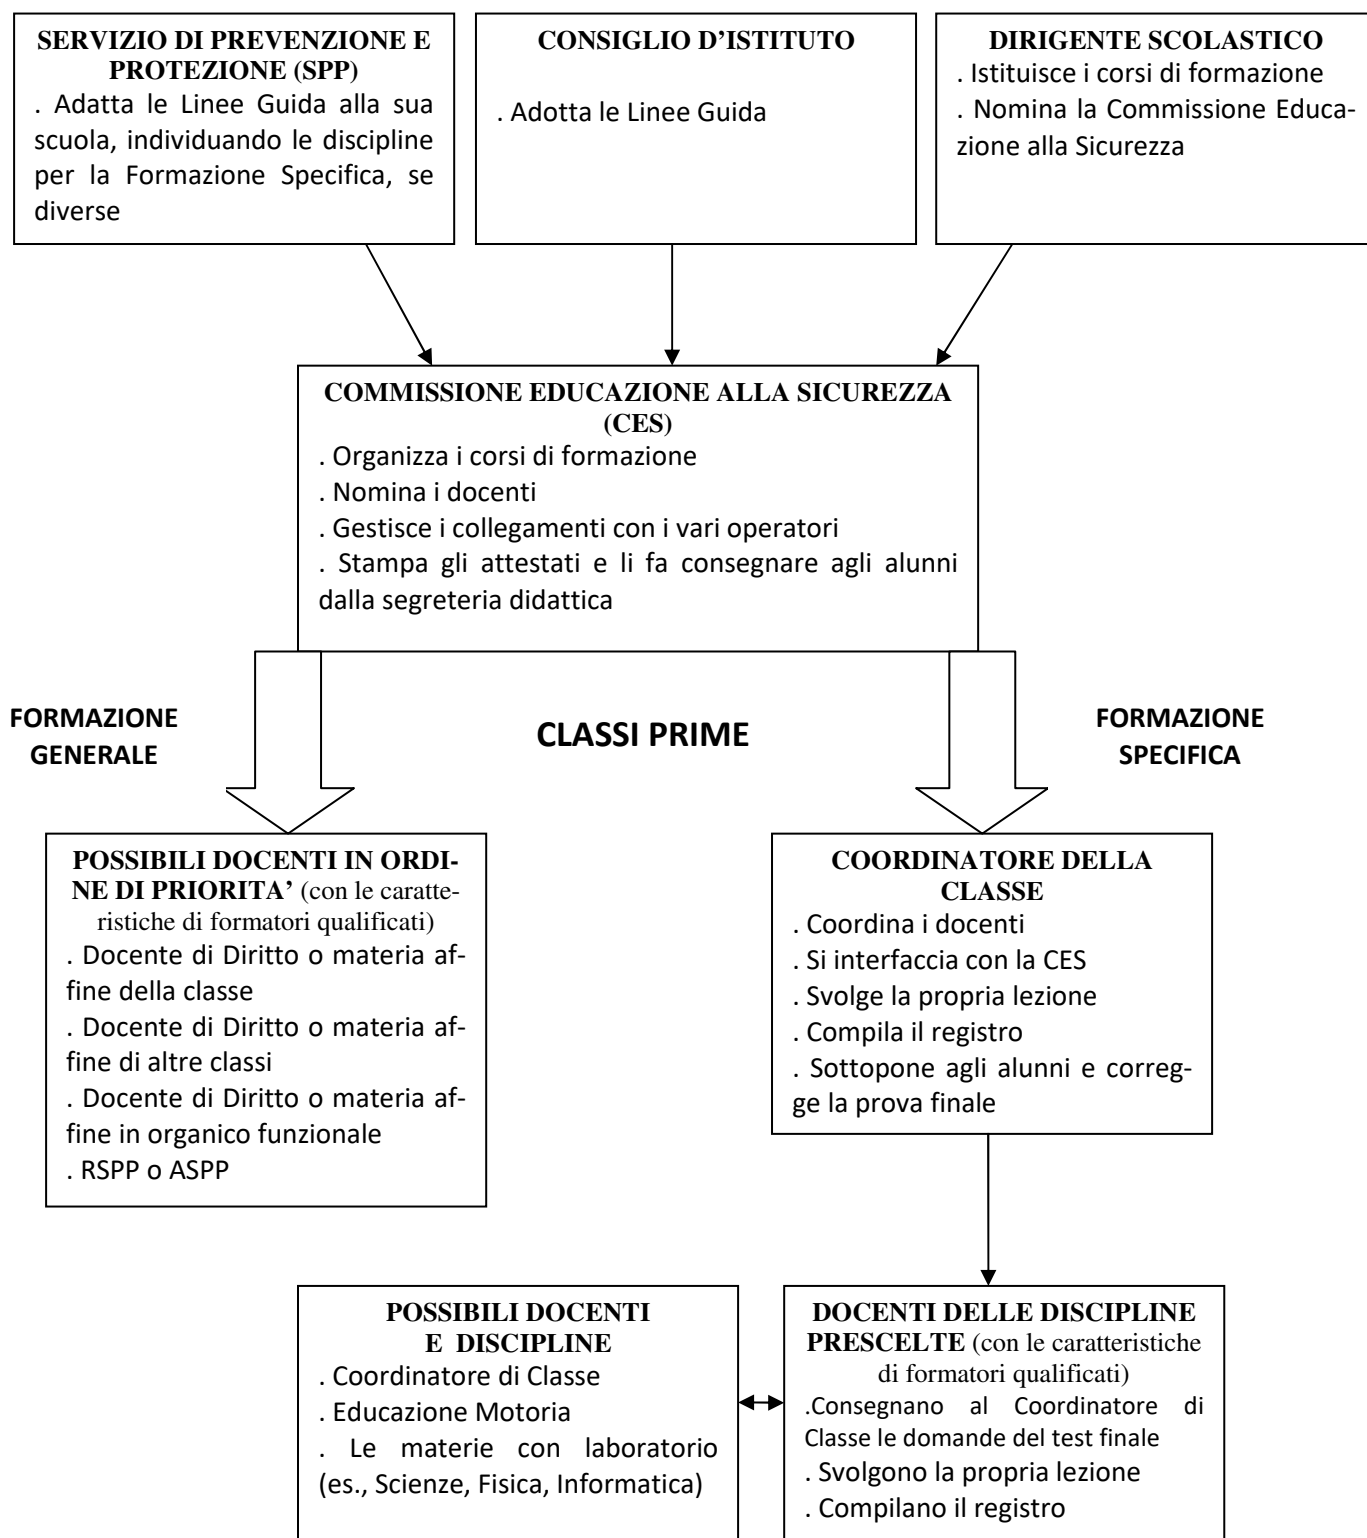 SERVIZIO DI PREVENZIONE E
PROTEZIONE (SPP)
. Adatta le Linee Guida alla sua
scuola, individuando le discipline
per la Formazione Specifica, se
diverse
CONSIGLIO D’ISTITUTO
. Adotta le Linee Guida
DIRIGENTE SCOLASTICO
. Istituisce i corsi di formazione
. Nomina la Commissione Educa-
zione alla Sicurezza
COMMISSIONE EDUCAZIONE ALLA SICUREZZA
(CES)
. Organizza i corsi di formazione
. Nomina i docenti
. Gestisce i collegamenti con i vari operatori
. Stampa gli attestati e li fa consegnare agli alunni
dalla segreteria didattica
FORMAZIONE
GENERALE
CLASSI PRIME
FORMAZIONE
SPECIFICA
POSSIBILI DOCENTI IN ORDI-
NE DI PRIORITA’ (con le caratte-
ristiche di formatori qualificati)
. Docente di Diritto o materia af-
fine della classe
. Docente di Diritto o materia af-
fine di altre classi
. Docente di Diritto o materia af-
fine in organico funzionale
. RSPP o ASPP
COORDINATORE DELLA
CLASSE
. Coordina i docenti
. Si interfaccia con la CES
. Svolge la propria lezione
. Compila il registro
. Sottopone agli alunni e correg-
ge la prova finale
POSSIBILI DOCENTI
E DISCIPLINE
. Coordinatore di Classe
. Educazione Motoria
. Le materie con laboratorio
(es., Scienze, Fisica, Informatica)
DOCENTI DELLE DISCIPLINE
PRESCELTE (con le caratteristiche
di formatori qualificati)
.Consegnano al Coordinatore di
Classe le domande del test finale
. Svolgono la propria lezione
. Compilano il registro